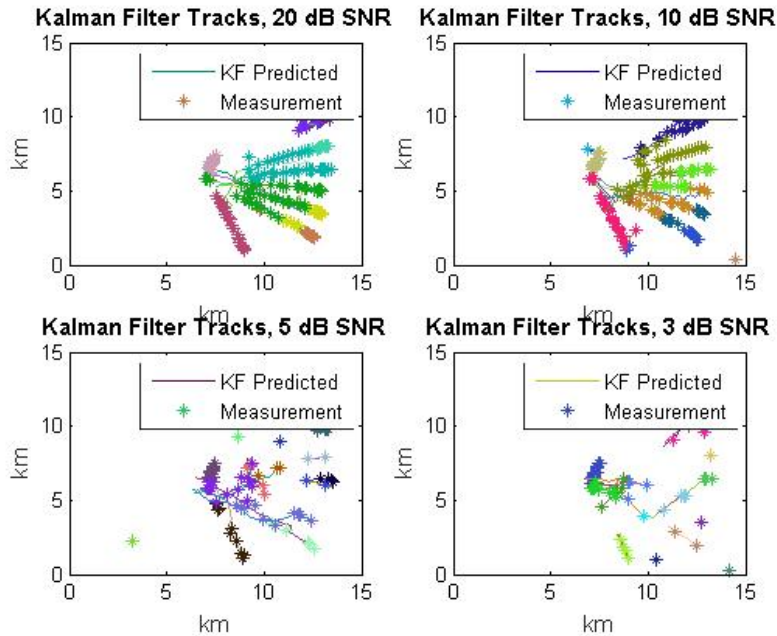 Kalman Filter Tracks, 20 dB SNR
15
10
5
0
km
KF Predicted
Measurement
0 5 10 15
km
Kalman Filter Tracks, 10 dB SNR
15
10
5
0
km
KF Predicted
Measurement
0 5 10 15
km
Kalman Filter Tracks, 5 dB SNR
15
10
5
0
km
KF Predicted
Measurement
0 5 10 15
km
Kalman Filter Tracks, 3 dB SNR
15
10
5
0
km
KF Predicted
Measurement
0 5 10 15
km